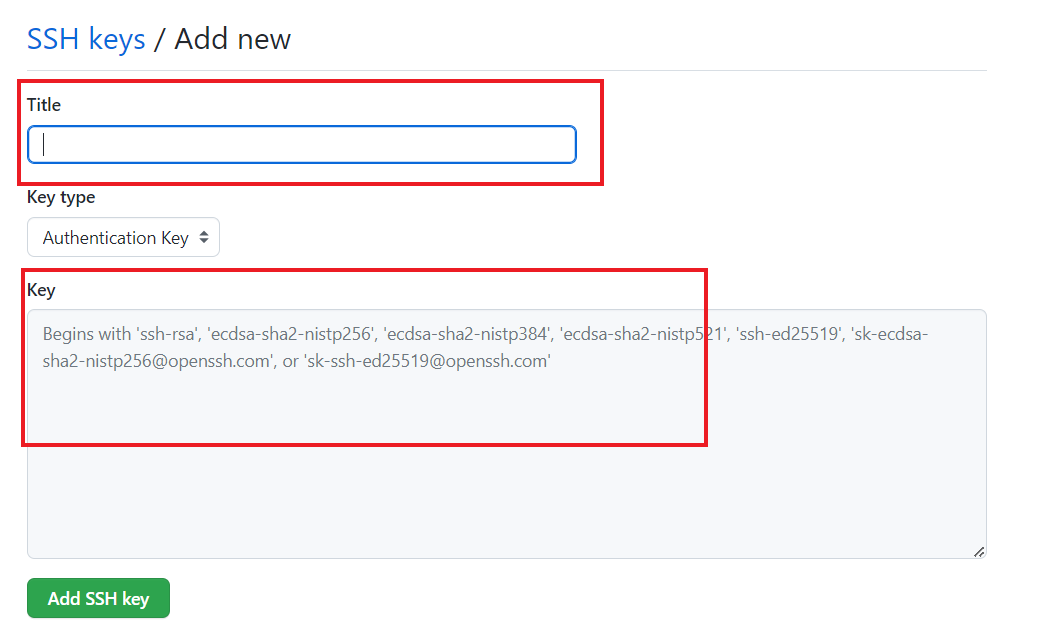 SSH keys / Add new
Title
Key type
Authentication Key
Key
Begins with 'ssh-rsa', 'ecdsa-sha2-nistp256', 'ecdsa-sha2-nistp384', 'ecdsa-sha2-nistp521', 'ssh-ed25519', 'sk-ecdsa-
sha2-nistp256@openssh.com', or 'sk-ssh-ed25519@openssh.com'
Add SSH key